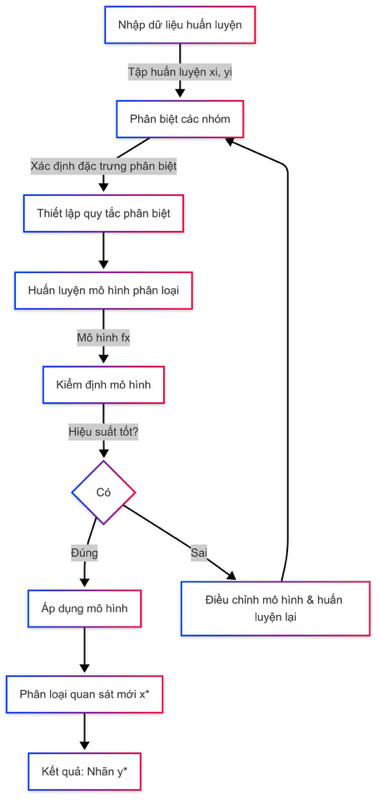 Nhập dữ liệu huấn luyện
Tập huấn luyện xi, yi
Phân biệt các nhóm
Xác định đặc trưng phân biệt
Thiết lập quy tắc phân biệt
Huấn luyện mô hình phân loại
Mô hình fx
Kiểm định mô hình
Hiệu suất tốt?
Có
Đúng
Sai
Áp dụng mô hình
Điều chỉnh mô hình & huấn
luyện lại
Phân loại quan sát mới x*
Kết quả: Nhãn y*